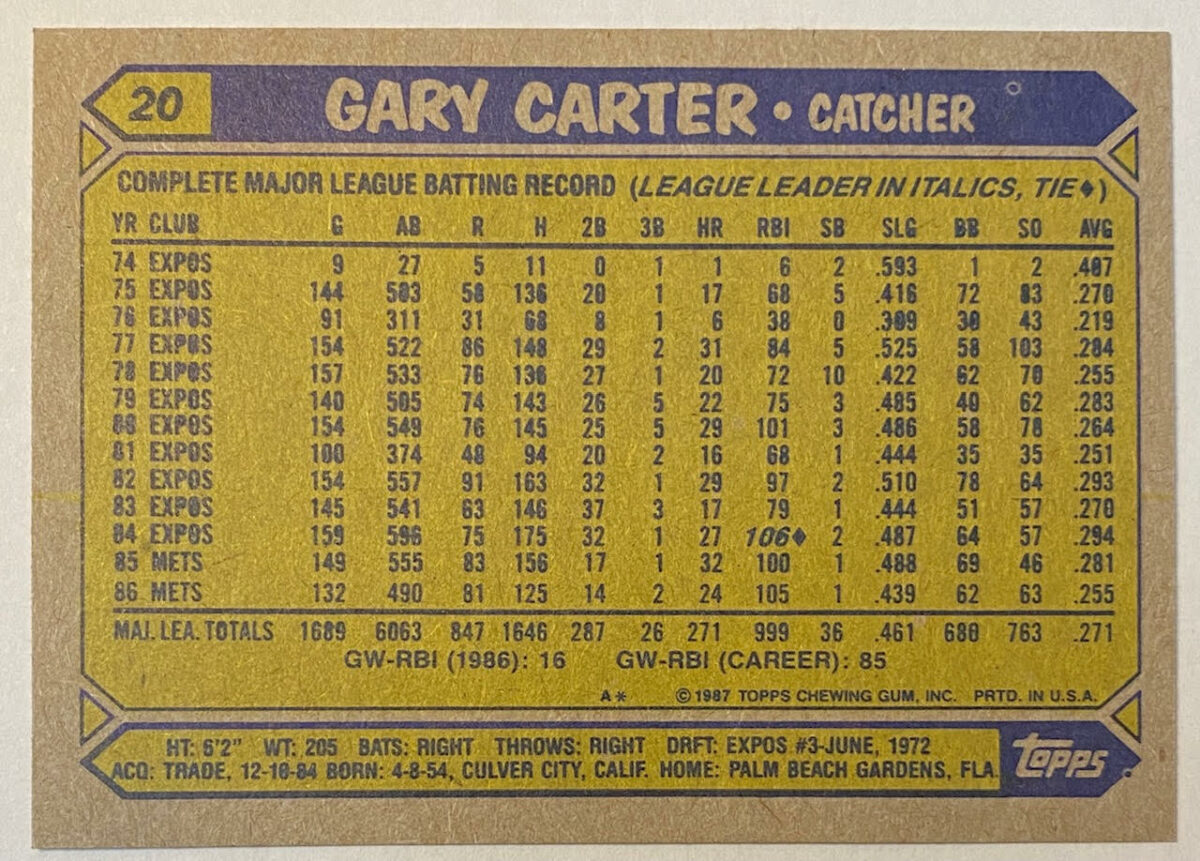 20 GARY CARTER • CATCHER
COMPLETE MAJOR LEAGUE BATTING RECORD (LEAGUE LEADER IN ITALICS, TIE♦)
YR CLUB G AB R H 2B 3B HR RBI SB SLG BB SO AVG
74 EXPOS 9 27 5 11 0 1 1 6 2 .593 1 2 .407
75 EXPOS 144 503 58 136 20 1 17 68 5 .416 72 83 .270
76 EXPOS 91 311 31 68 8 1 6 38 0 .309 30 43 .219
77 EXPOS 154 522 86 148 29 2 31 84 5 .525 58 103 .284
78 EXPOS 157 533 76 136 27 1 20 72 10 .422 62 70 .255
79 EXPOS 140 505 74 143 26 5 22 75 3 .485 40 62 .283
80 EXPOS 154 549 76 145 25 5 29 101 3 .486 58 78 .264
81 EXPOS 100 374 48 94 20 2 16 68 1 .444 35 35 .251
82 EXPOS 154 557 91 163 32 1 29 97 2 .510 78 64 .293
83 EXPOS 145 541 63 146 37 3 17 79 1 .444 51 57 .270
84 EXPOS 159 596 75 175 32 1 27 106♦ 2 .487 64 57 .294
85 METS 149 555 83 156 17 1 32 100 1 .488 69 46 .281
86 METS 132 490 81 125 14 2 24 105 1 .439 62 63 .255
MAJ. LEA. TOTALS 1689 6063 847 1646 287 26 271 999 36 .461 680 763 .271
GW-RBI (1986): 16 GW-RBI (CAREER): 85
A* ©1987 TOPPS CHEWING GUM, INC. PRTD. IN U.S.A.
HT: 6'2" WT: 205 BATS: RIGHT THROWS: RIGHT DRFT: EXPOS #3-JUNE, 1972
ACQ: TRADE, 12-10-84 BORN: 4-8-54, CULVER CITY, CALIF. HOME: PALM BEACH GARDENS, FLA.
topps